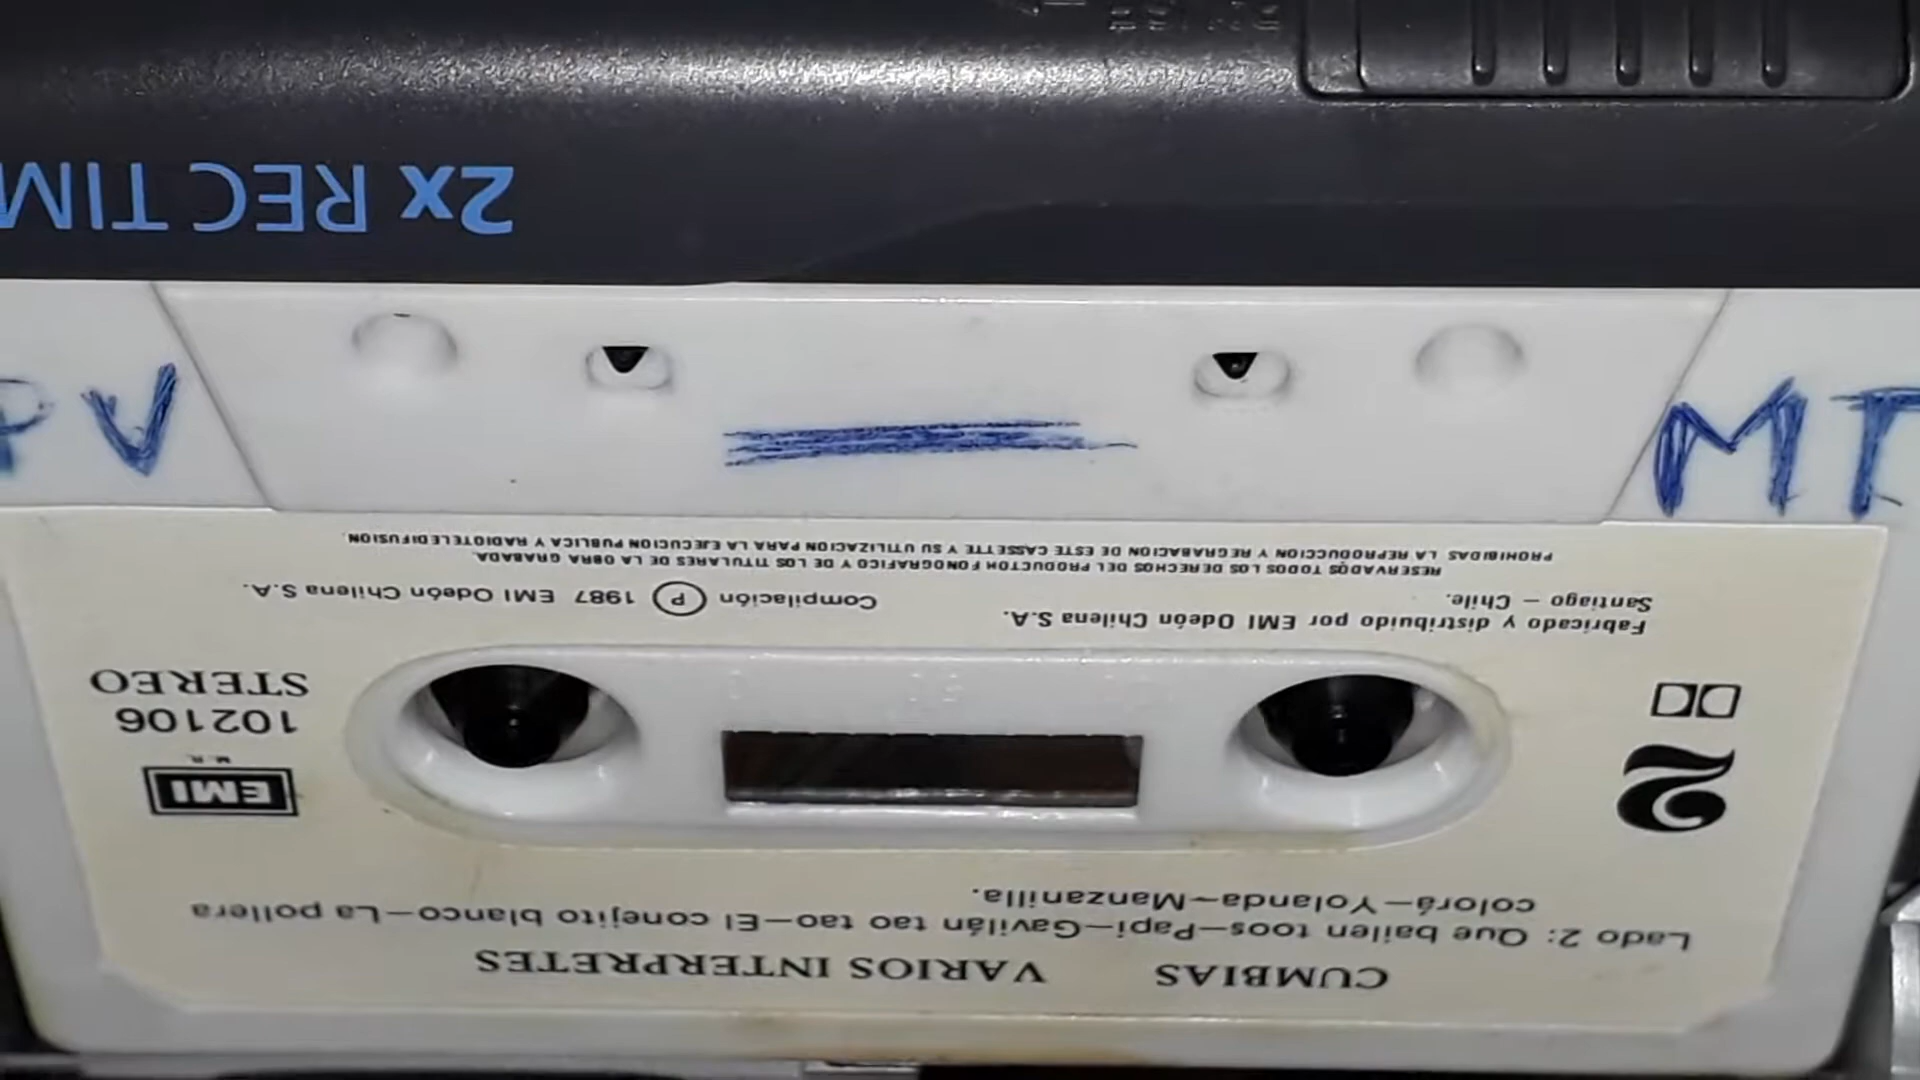 CUMBIAS VARIOS INTERPRETES
Lado 2: Que bailen toos—Papi—Gavilán tao tao—El conejito blanco—La pollera
colorá—Yolanda—Manzanilla.
2
EMI
M.R.
102106
STEREO
Fabricado y distribuido por EMI Odeón Chilena S.A.
Santiago — Chile.
Compilación Ⓟ 1987 EMI Odeón Chilena S.A.
RESERVADOS TODOS LOS DERECHOS DEL PRODUCTOR FONOGRAFICO Y DE LOS TITULARES DE LA OBRA GRABADA.
PROHIBIDAS LA REPRODUCCION Y REGRABACION DE ESTE CASSETTE Y SU UTILIZACION PARA LA EJECUCION PUBLICA Y RADIOTELEDIFUSION.
PV
MT
2x REC TIM